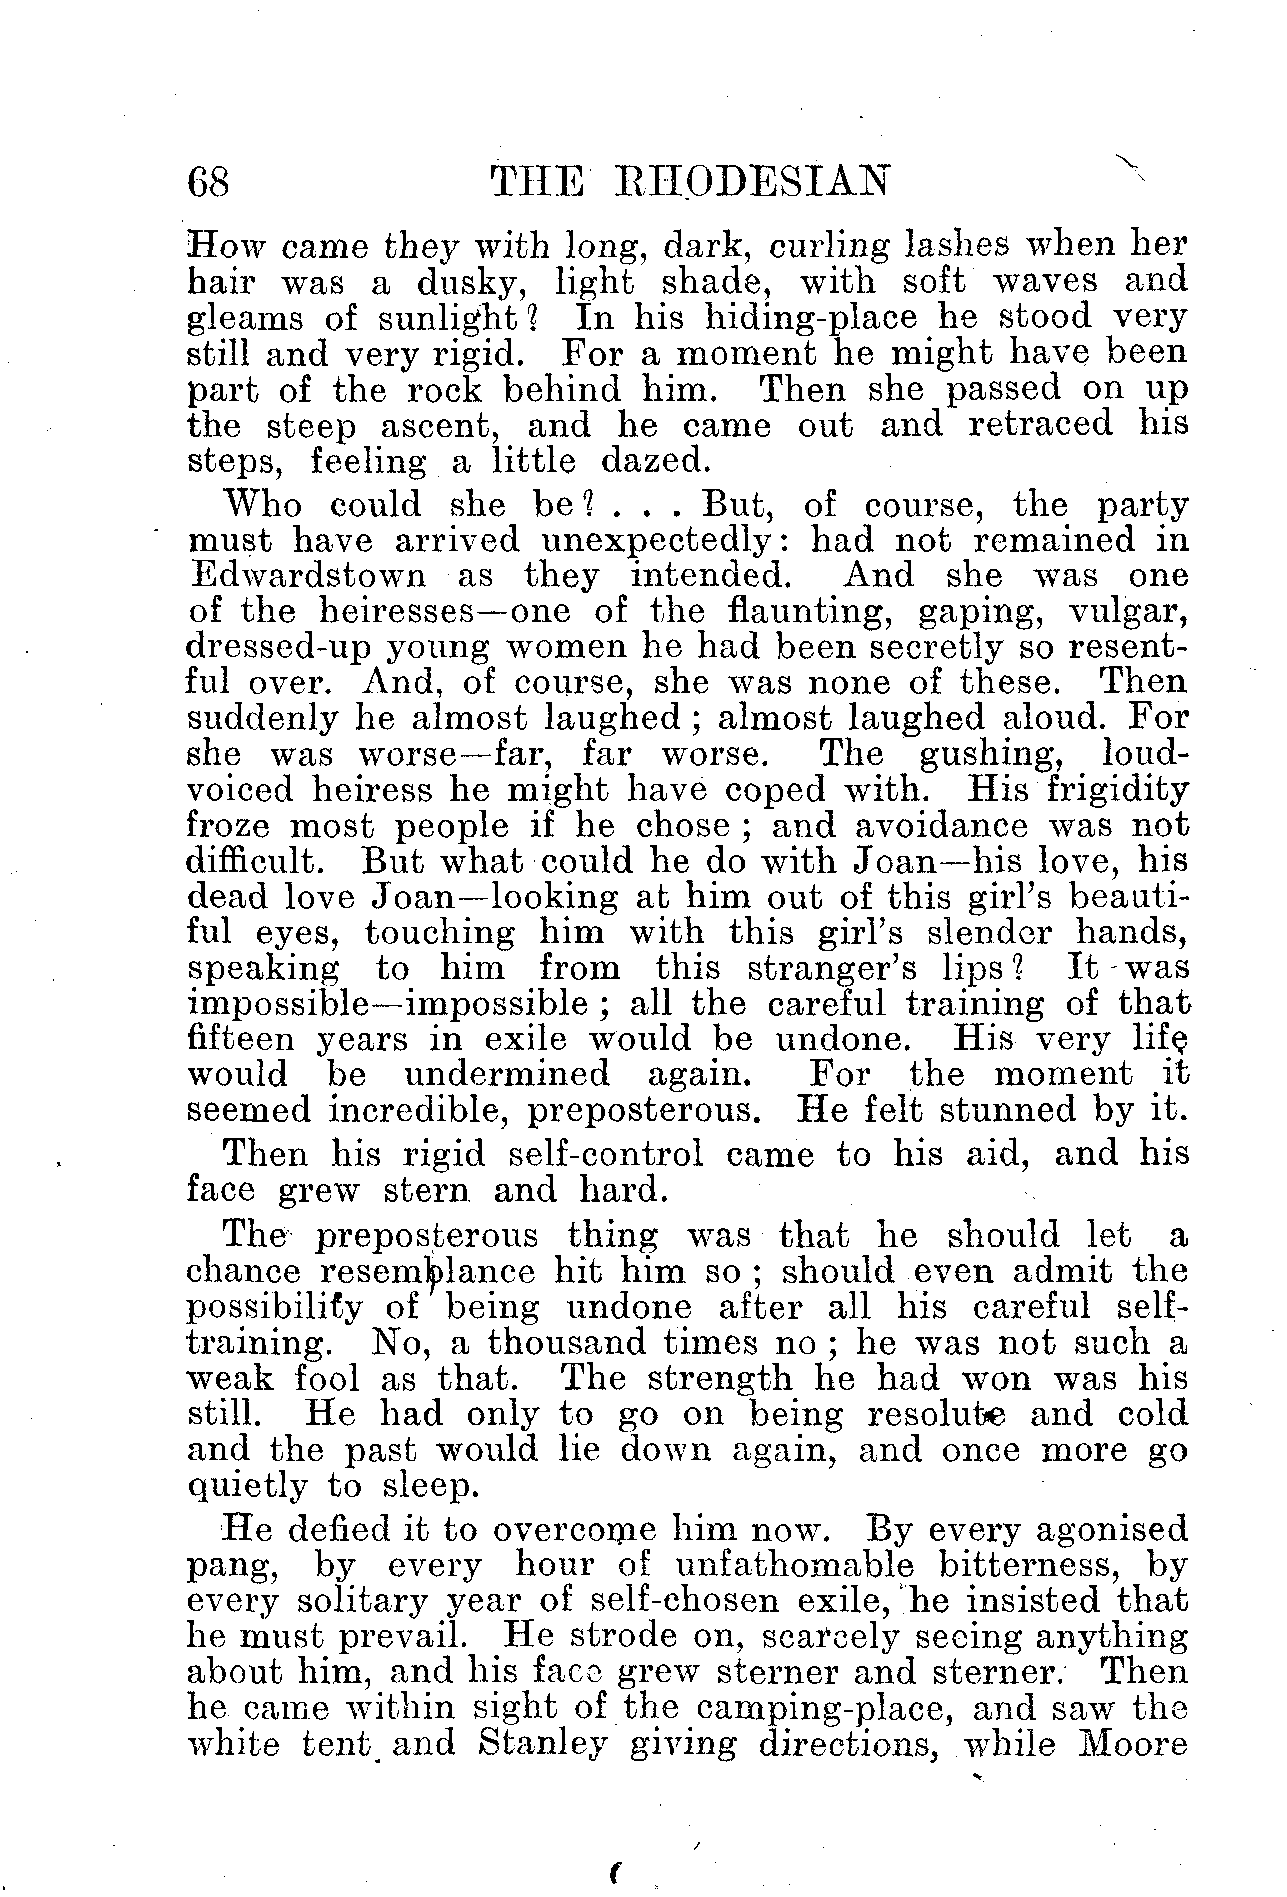 68 THE RHODESIAN
How came they with long, dark, curling lashes when her
hair was a dusky, light shade, with soft waves and
gleams of sunlight? In his hiding-place he stood very
still and very rigid. For a moment he might have been
part of the rock behind him. Then she passed on up
the steep ascent, and he came out and retraced his
steps, feeling a little dazed.
Who could she be? . . . But, of course, the party
must have arrived unexpectedly: had not remained in
Edwardstown as they intended. And she was one
of the heiresses—one of the flaunting, gaping, vulgar,
dressed-up young women he had been secretly so resent-
ful over. And, of course, she was none of these. Then
suddenly he almost laughed; almost laughed aloud. For
she was worse—far, far worse. The gushing, loud-
voiced heiress he might have coped with. His frigidity
froze most people if he chose; and avoidance was not
difficult. But what could he do with Joan—his love, his
dead love Joan—looking at him out of this girl's beauti-
ful eyes, touching him with this girl's slender hands,
speaking to him from this stranger's lips? It was
impossible—impossible; all the careful training of that
fifteen years in exile would be undone. His very life
would be undermined again. For the moment it
seemed incredible, preposterous. He felt stunned by it.
Then his rigid self-control came to his aid, and his
face grew stern and hard.
The preposterous thing was that he should let a
chance resemblance hit him so; should even admit the
possibility of being undone after all his careful self-
training. No, a thousand times no; he was not such a
weak fool as that. The strength he had won was his
still. He had only to go on being resolute and cold
and the past would lie down again, and once more go
quietly to sleep.
He defied it to overcome him now. By every agonised
pang, by every hour of unfathomable bitterness, by
every solitary year of self-chosen exile, he insisted that
he must prevail. He strode on, scarcely seeing anything
about him, and his face grew sterner and sterner. Then
he came within sight of the camping-place, and saw the
white tent and Stanley giving directions, while Moore